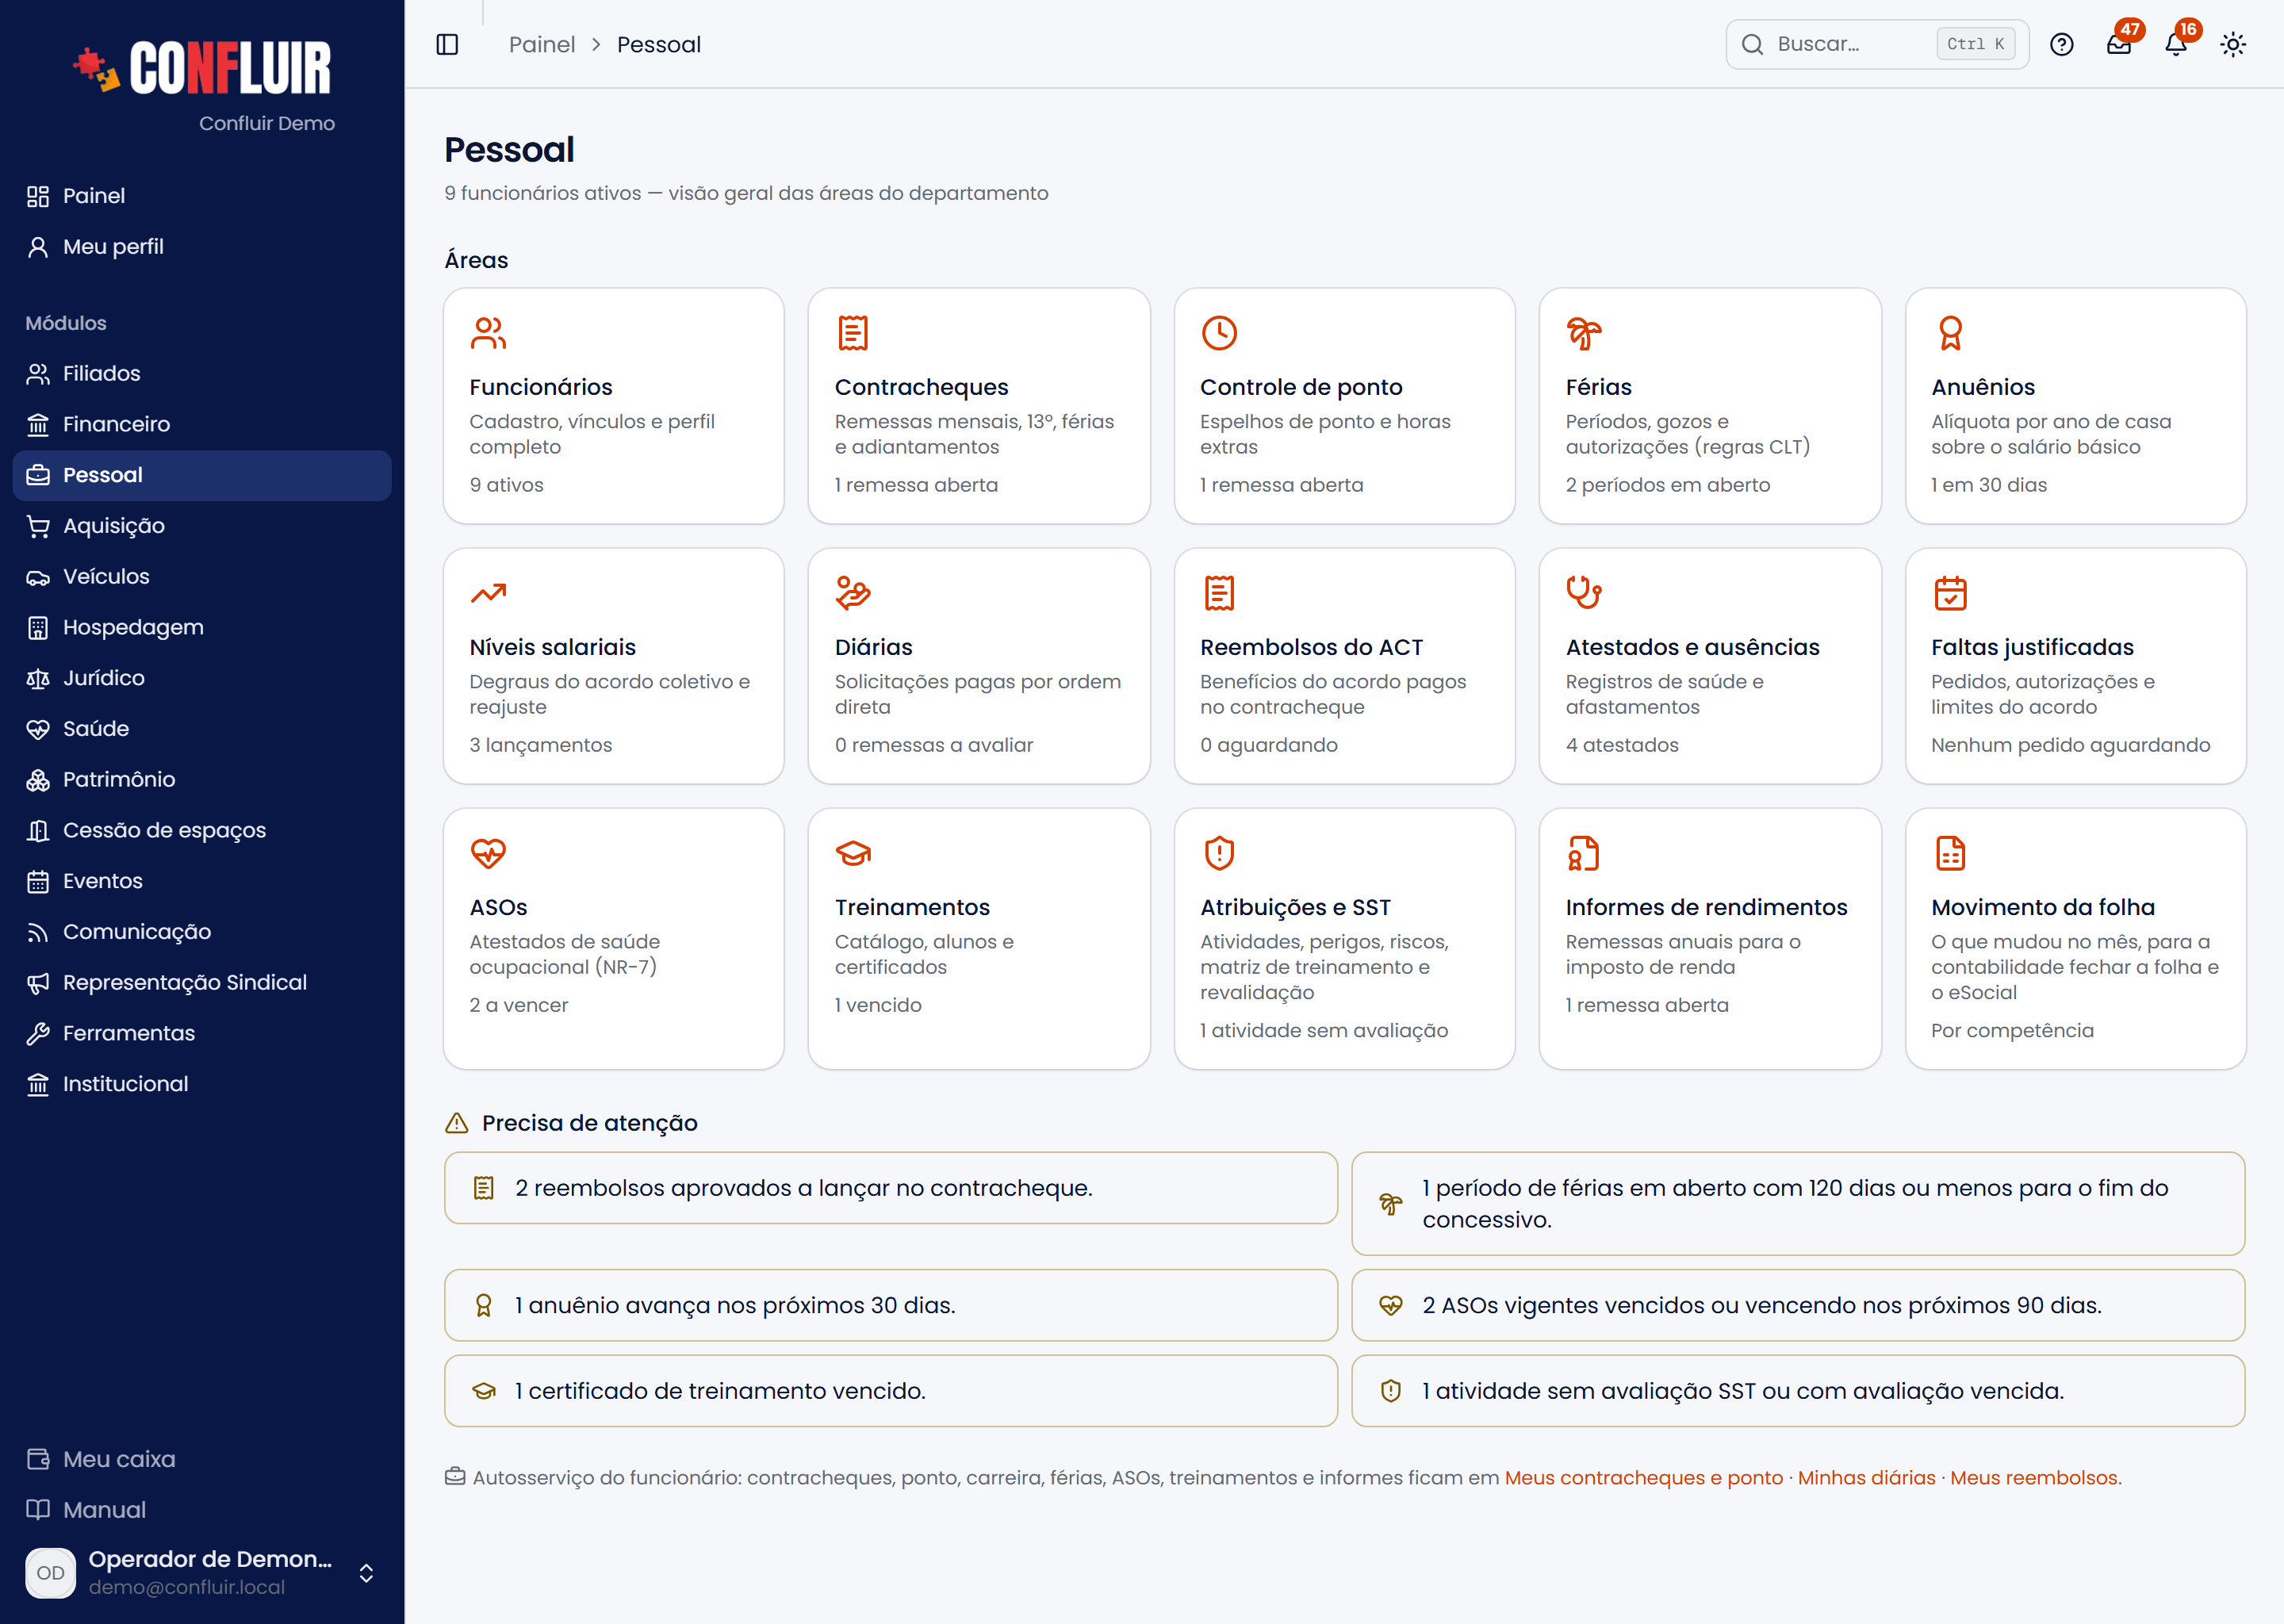 CONFLUIR
Confluir Demo
Painel
Meu perfil
Módulos
Filiados
Financeiro
Pessoal
Aquisição
Veículos
Hospedagem
Jurídico
Saúde
Patrimônio
Cessão de espaços
Eventos
Comunicação
Representação Sindical
Ferramentas
Institucional
Meu caixa
Manual
OD
Operador de Demon...
demo@confluir.local
Painel > Pessoal
Buscar...
Ctrl K
47
16
Pessoal
9 funcionários ativos — visão geral das áreas do departamento
Áreas
Funcionários
Cadastro, vínculos e perfil
completo
9 ativos
Contracheques
Remessas mensais, 13º, férias
e adiantamentos
1 remessa aberta
Controle de ponto
Espelhos de ponto e horas
extras
1 remessa aberta
Férias
Períodos, gozos e
autorizações (regras CLT)
2 períodos em aberto
Anuênios
Alíquota por ano de casa
sobre o salário básico
1 em 30 dias
Níveis salariais
Degraus do acordo coletivo e
reajuste
3 lançamentos
Diárias
Solicitações pagas por ordem
direta
0 remessas a avaliar
Reembolsos do ACT
Benefícios do acordo pagos
no contracheque
0 aguardando
Atestados e ausências
Registros de saúde e
afastamentos
4 atestados
Faltas justificadas
Pedidos, autorizações e
limites do acordo
Nenhum pedido aguardando
ASOs
Atestados de saúde
ocupacional (NR-7)
2 a vencer
Treinamentos
Catálogo, alunos e
certificados
1 vencido
Atribuições e SST
Atividades, perigos, riscos,
matriz de treinamento e
revalidação
1 atividade sem avaliação
Informes de rendimentos
Remessas anuais para o
imposto de renda
1 remessa aberta
Movimento da folha
O que mudou no mês, para a
contabilidade fechar a folha e
o eSocial
Por competência
Precisa de atenção
2 reembolsos aprovados a lançar no contracheque.
1 período de férias em aberto com 120 dias ou menos para o fim do
concessivo.
1 anuênio avança nos próximos 30 dias.
2 ASOs vigentes vencidos ou vencendo nos próximos 90 dias.
1 certificado de treinamento vencido.
1 atividade sem avaliação SST ou com avaliação vencida.
Autosserviço do funcionário: contracheques, ponto, carreira, férias, ASOs, treinamentos e informes ficam em Meus contracheques e ponto · Minhas diárias · Meus reembolsos.